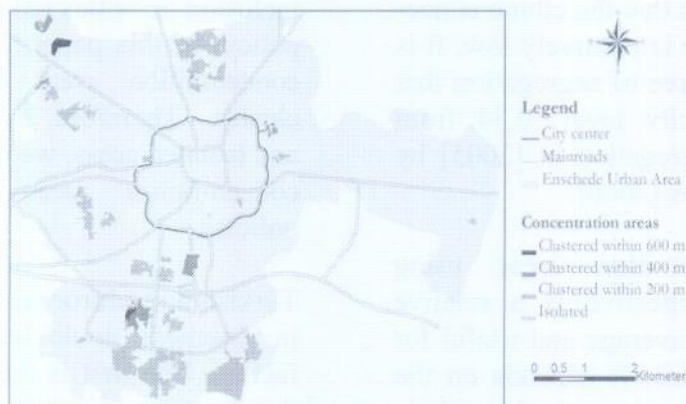 Legend
City center
Mainroads
Enschede Urban Area
Concentration areas
Clustered within 600 m
Clustered within 400 m
Clustered within 200 m
Isolated
0 0.5 1 2
Kilometer